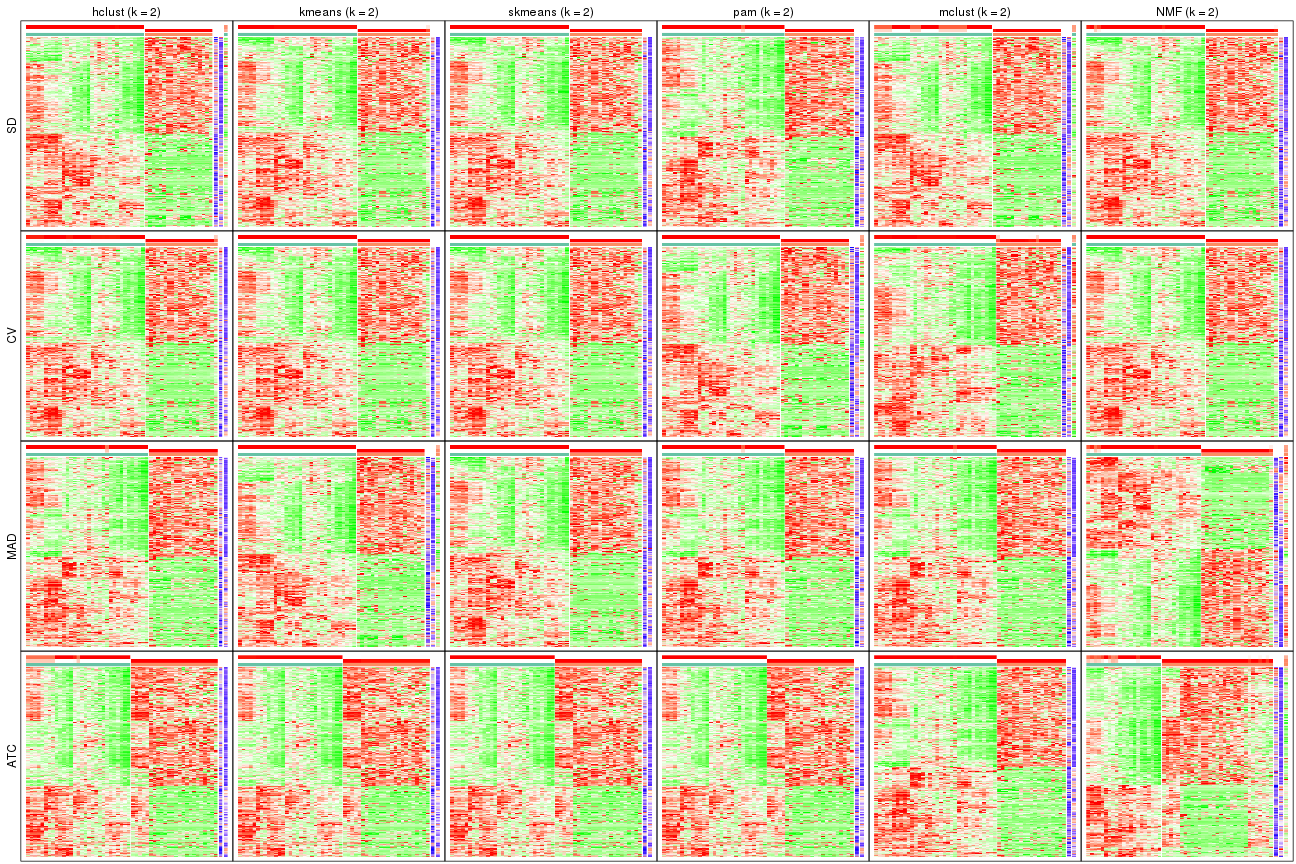 hclust (k = 2) kmeans (k = 2) skmeans (k = 2) pam (k = 2) mclust (k = 2) NMF (k = 2)
SD
CV
MAD
ATC